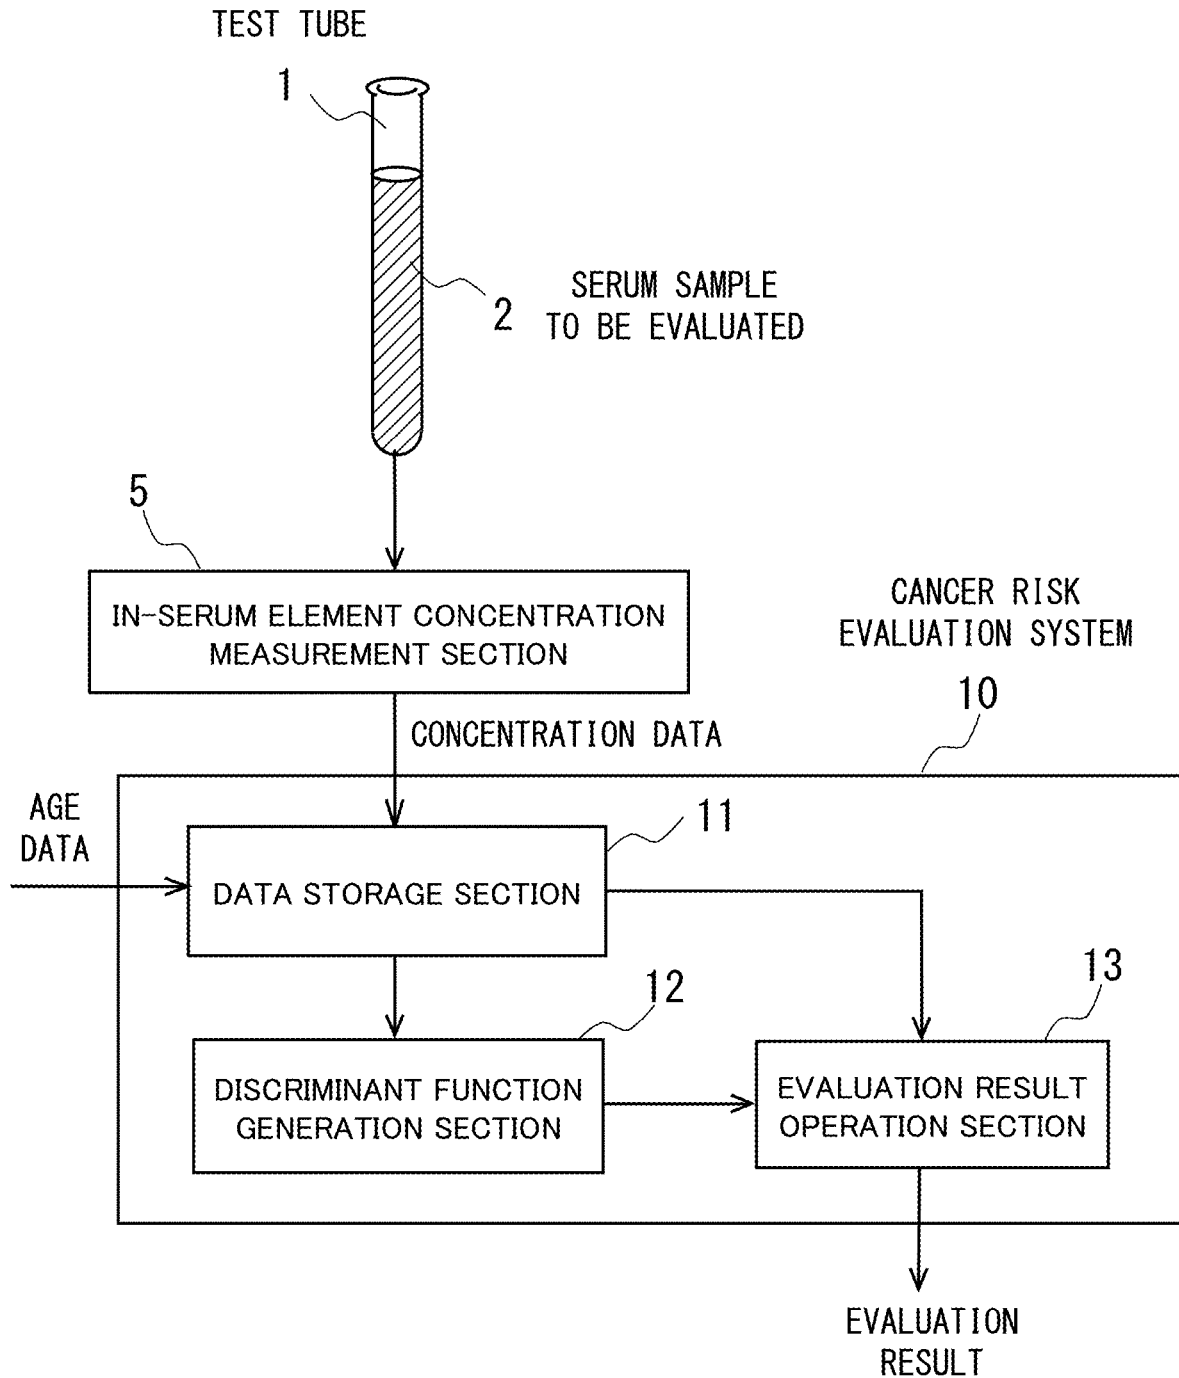 TEST TUBE
1
2
SERUM SAMPLE
TO BE EVALUATED
5
IN-SERUM ELEMENT CONCENTRATION
MEASUREMENT SECTION
CANCER RISK
EVALUATION SYSTEM
10
CONCENTRATION DATA
AGE
DATA
11
DATA STORAGE SECTION
12
13
DISCRIMINANT FUNCTION
GENERATION SECTION
EVALUATION RESULT
OPERATION SECTION
EVALUATION
RESULT